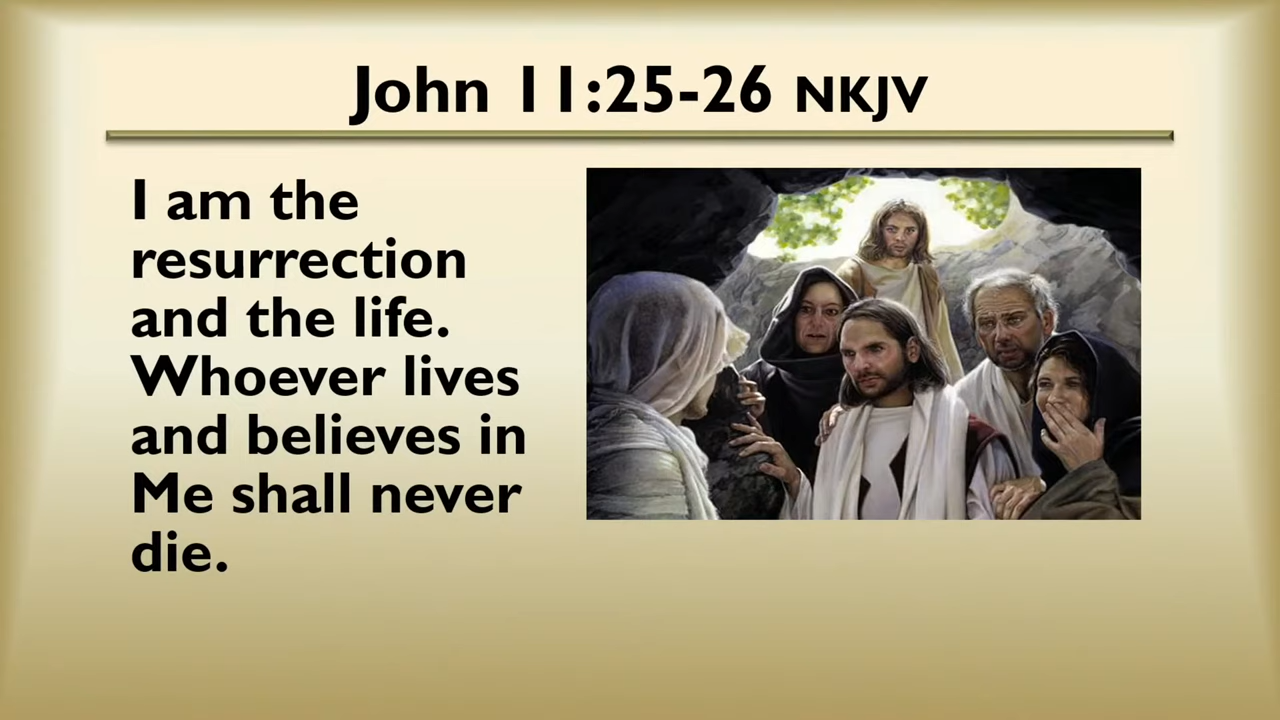 John 11:25-26 NKJV
I am the
resurrection
and the life.
Whoever lives
and believes in
Me shall never
die.